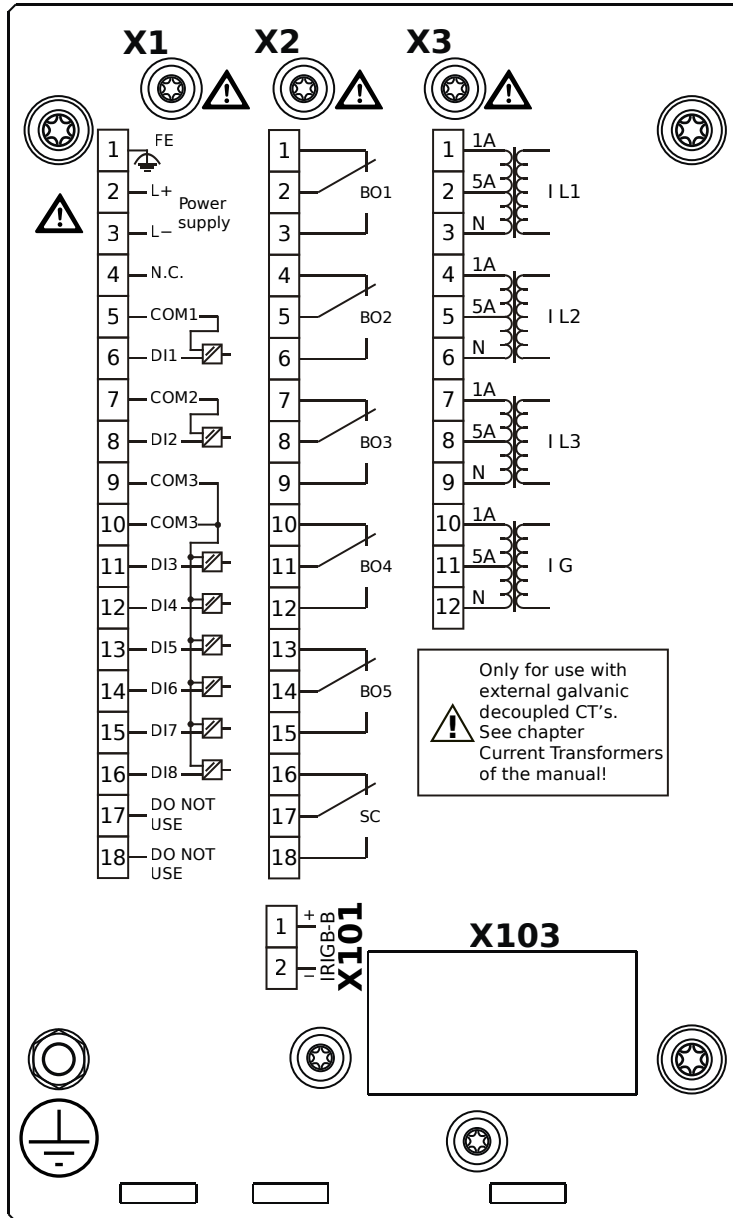 X1 X2 X3
1 FE
2 L+
Power
supply
3 L−
4 N.C.
5 COM1
6 DI1
7 COM2
8 DI2
9 COM3
10 COM3
11 DI3
12 DI4
13 DI5
14 DI6
15 DI7
16 DI8
17 DO NOT
USE
18 DO NOT
USE
1
2 BO1
3
4
5 BO2
6
7
8 BO3
9
10
11 BO4
12
13
14 BO5
15
16
17 SC
18
1 1A
2 5A I L1
3 N
4 1A
5 5A I L2
6 N
7 1A
8 5A I L3
9 N
10 1A
11 5A I G
12 N
Only for use with
external galvanic
decoupled CT's.
See chapter
Current Transformers
of the manual!
1 +
2 −
IRIGB-B
X101
X103